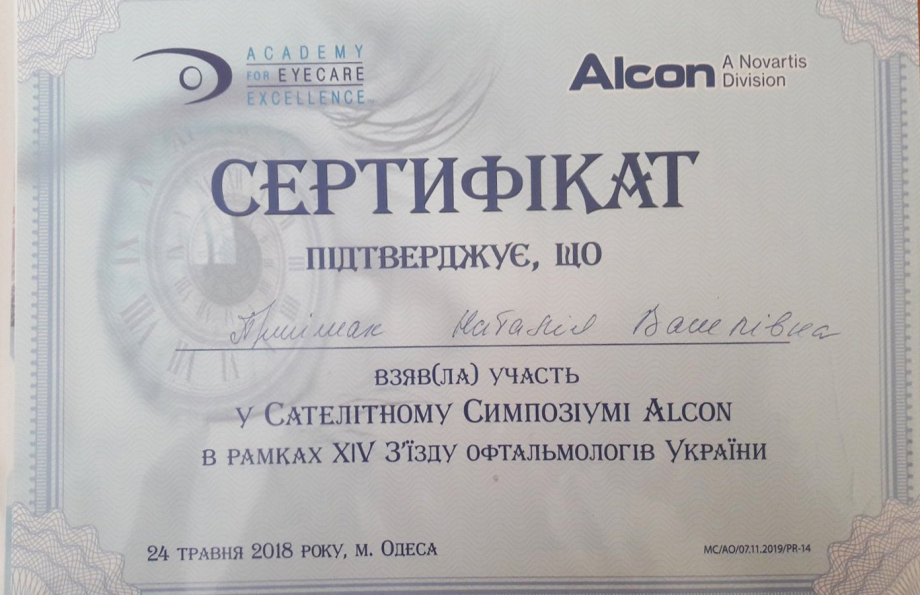 ACADEMY
FOR EYECARE
EXCELLENCE
Alcon A Novartis
Division
СЕРТИФІКАТ
ПІДТВЕРДЖУЄ, ЩО
Приймак Наталія Василівна
ВЗЯВ(ЛА) УЧАСТЬ
У САТЕЛІТНОМУ СИМПОЗІУМІ ALCON
В РАМКАХ XIV З’ЇЗДУ ОФТАЛЬМОЛОГІВ УКРАЇНИ
24 ТРАВНЯ 2018 РОКУ, М. ОДЕСА
MC/AO/07.11.2019/PR-14